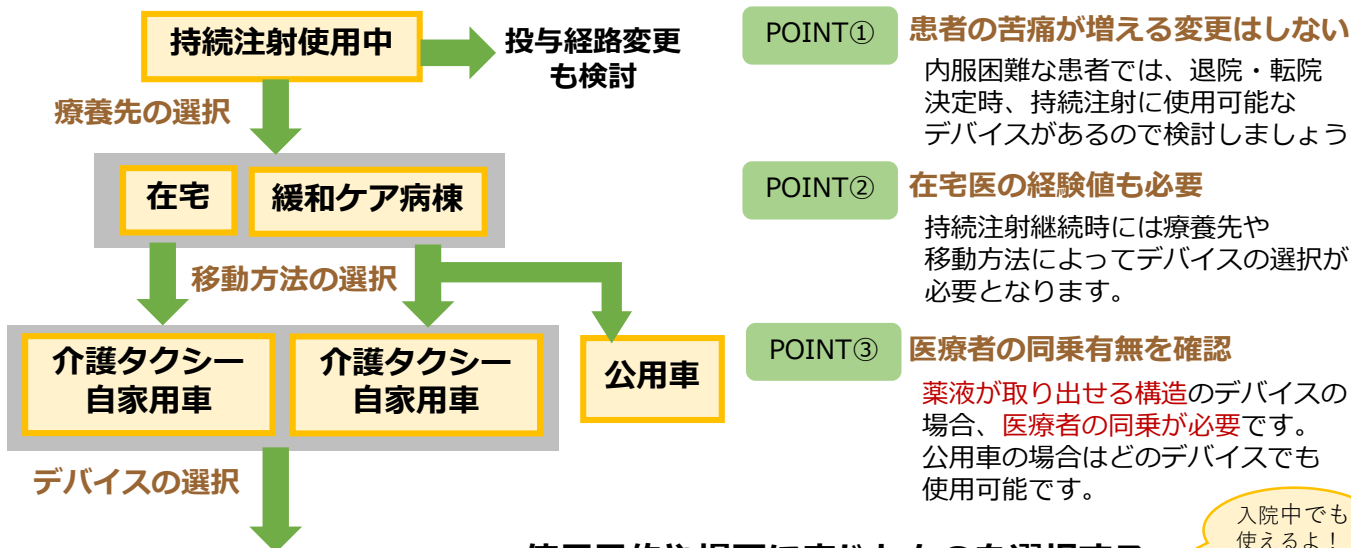 持続注射使用中
投与経路変更
も検討
療養先の選択
在宅
緩和ケア病棟
移動方法の選択
介護タクシー
自家用車
介護タクシー
自家用車
公用車
デバイスの選択
POINT①
患者の苦痛が増える変更はしない
内服困難な患者では、退院・転院
決定時、持続注射に使用可能な
デバイスがあるので検討しましょう
POINT②
在宅医の経験値も必要
持続注射継続時には療養先や
移動方法によってデバイスの選択が
必要となります。
POINT③
医療者の同乗有無を確認
薬液が取り出せる構造のデバイスの
場合、医療者の同乗が必要です。
公用車の場合はどのデバイスでも
使用可能です。
入院中でも
使えるよ！